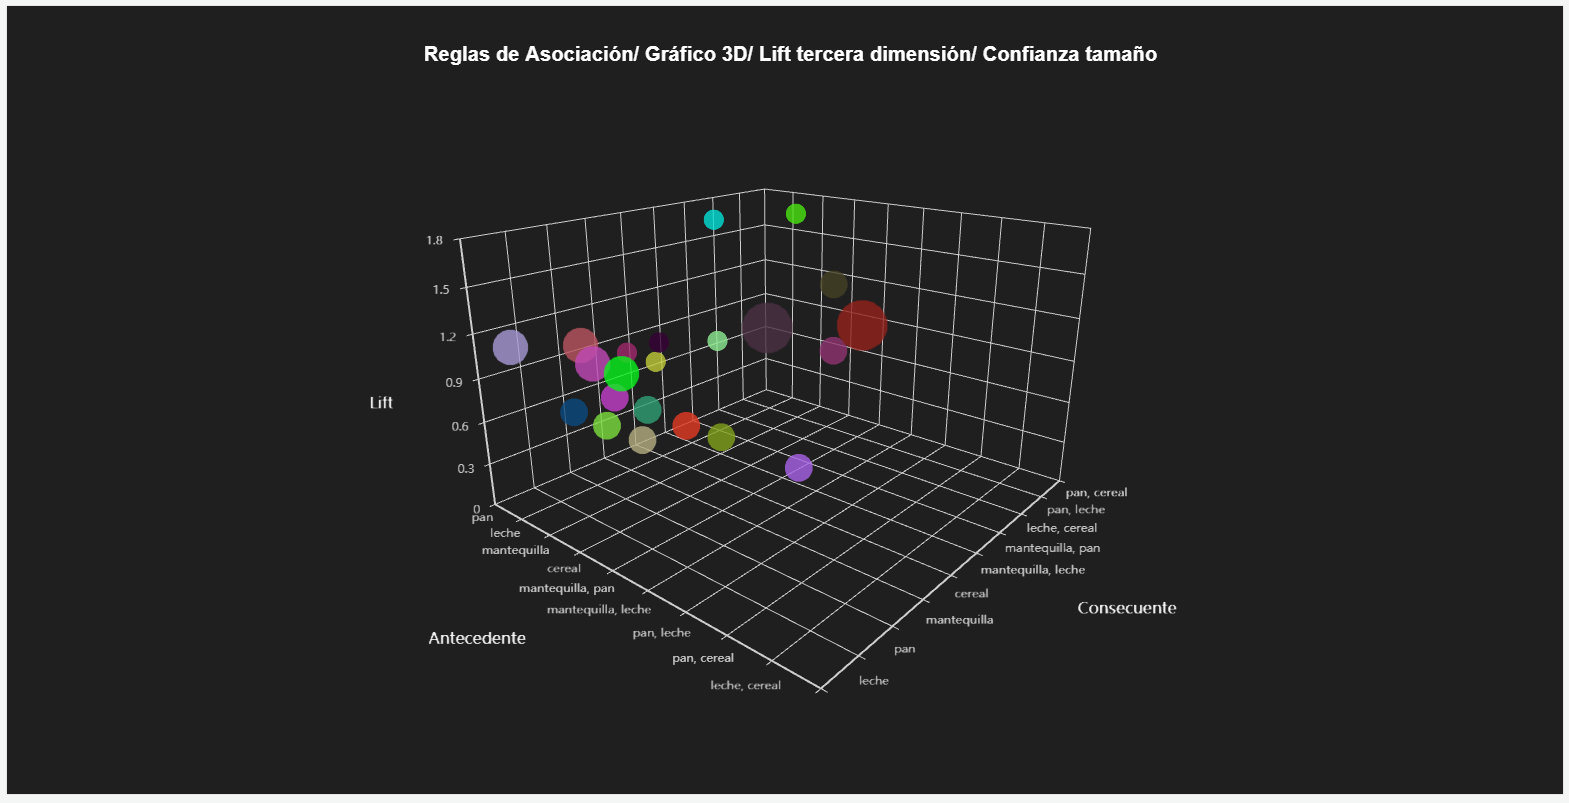 Reglas de Asociación/ Gráfico 3D/ Lift tercera dimensión/ Confianza tamaño
1.8
1.5
1.2
0.9
0.6
0.3
0
Lift
pan
leche
mantequilla
cereal
mantequilla, pan
mantequilla, leche
pan, leche
pan, cereal
leche, cereal
Antecedente
pan, cereal
pan, leche
leche, cereal
mantequilla, pan
mantequilla, leche
cereal
mantequilla
pan
leche
Consecuente